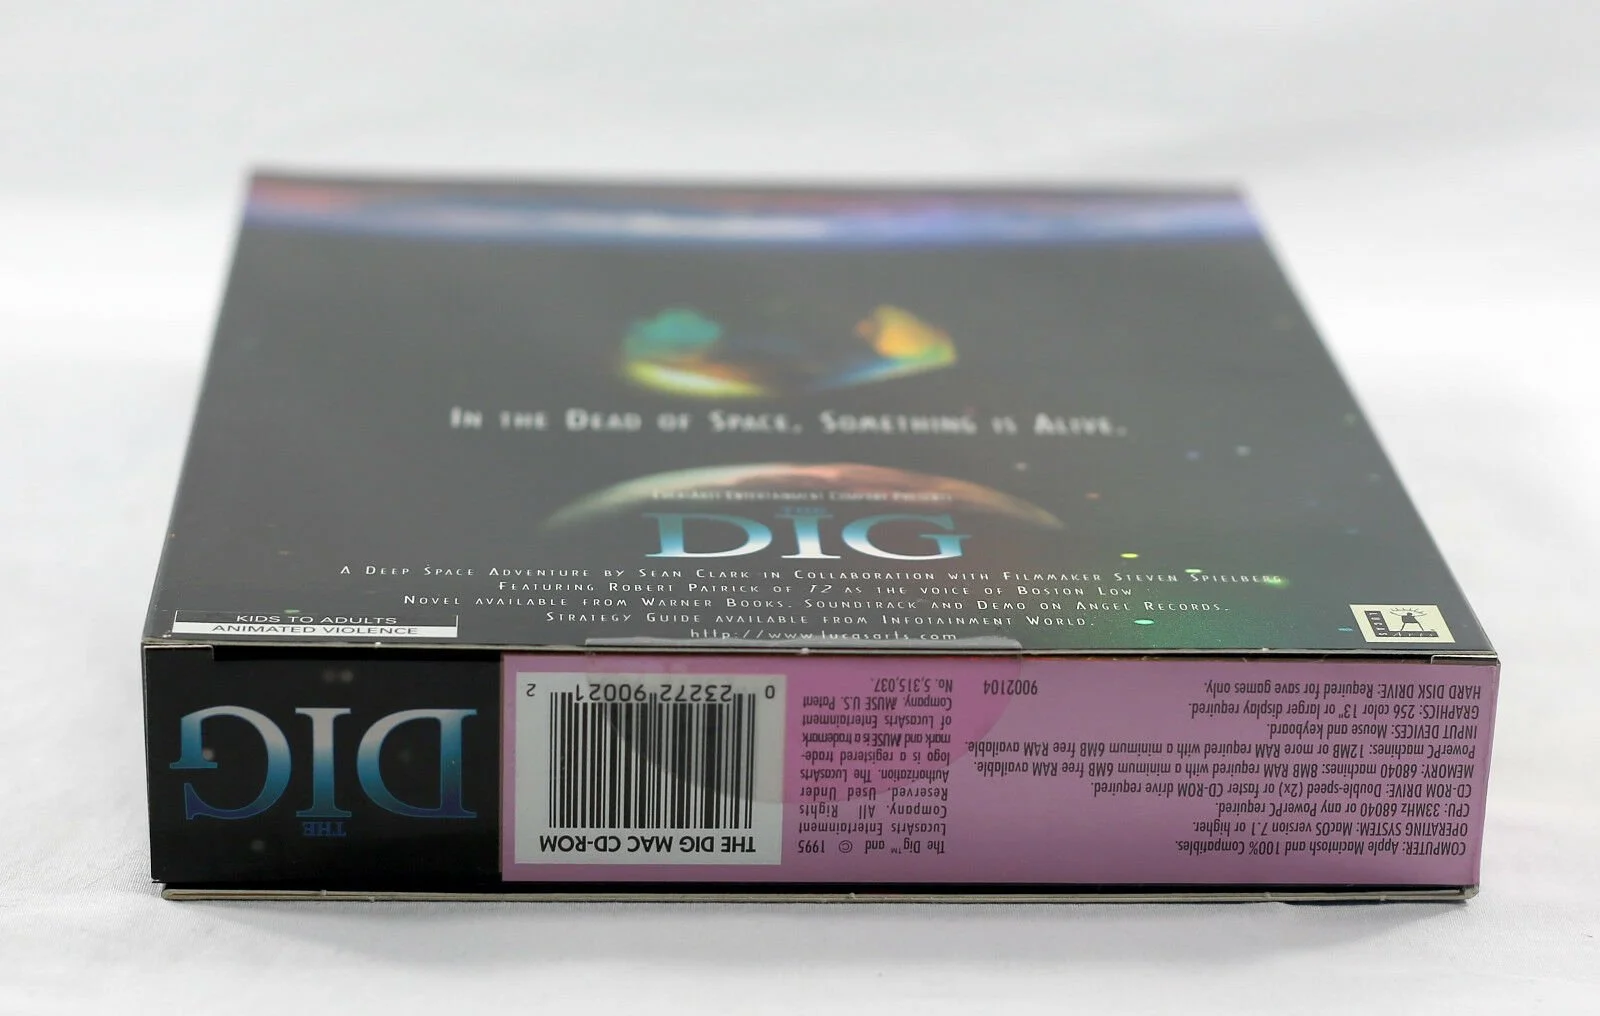 IN THE DEAD OF SPACE, SOMETHING IS ALIVE.
LUCASARTS ENTERTAINMENT COMPANY PRESENTS
THE
DIG
A DEEP SPACE ADVENTURE BY SEAN CLARK IN COLLABORATION WITH FILMMAKER STEVEN SPIELBERG
FEATURING ROBERT PATRICK OF T2 AS THE VOICE OF BOSTON LOW
NOVEL AVAILABLE FROM WARNER BOOKS. SOUNDTRACK AND DEMO ON ANGEL RECORDS.
STRATEGY GUIDE AVAILABLE FROM INFOTAINMENT WORLD.
http://www.lucasarts.com
KIDS TO ADULTS
ANIMATED VIOLENCE
LUCAS
ARTS
COMPUTER: Apple Macintosh and 100% Compatibles.
OPERATING SYSTEM: MacOS version 7.1 or higher.
CPU: 33MHz 68040 or any PowerPC required.
CD-ROM DRIVE: Double-speed (2x) or faster CD-ROM drive required.
MEMORY: 68040 machines: 8MB RAM required with a minimum 6MB free RAM available.
PowerPC machines: 12MB or more RAM required with a minimum 6MB free RAM available.
INPUT DEVICES: Mouse and keyboard.
GRAPHICS: 256 color 13" or larger display required.
HARD DISK DRIVE: Required for save games only.
9002104
The Dig™ and © 1995
LucasArts Entertainment
Company. All Rights
Reserved. Used Under
Authorization. The LucasArts
logo is a registered trade-
mark and iMUSE is a trademark
of LucasArts Entertainment
Company. iMUSE U.S. Patent
No. 5,315,037.
THE DIG MAC CD-ROM
0 23272 90021 2
THE
DIG